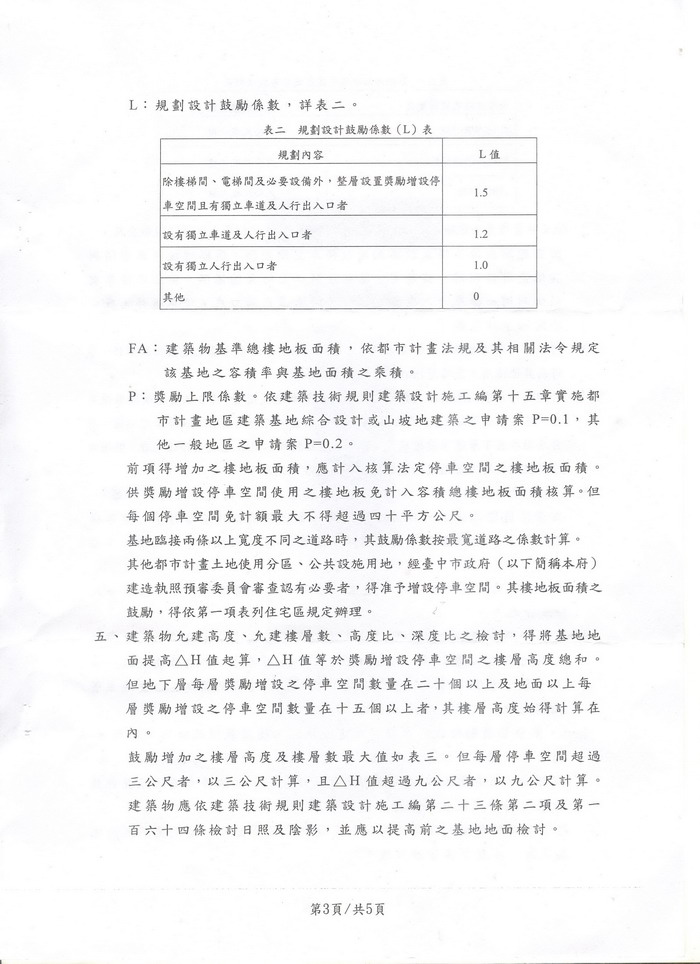 L：規劃設計鼓勵係數，詳表二。
表二　規劃設計鼓勵係數(L)表
規劃內容　L 值
除樓梯間、電梯間及必要設備外，整層設置獎勵增設停
車空間且有獨立車道及人行出入口者　1.5
設有獨立車道及人行出入口者　1.2
設有獨立人行出入口者　1.0
其他　0
FA：建築物基準總樓地板面積，依都市計畫法規及其相關法令規定
該基地之容積率與基地面積之乘積。
P：獎勵上限係數。依建築技術規則建築設計施工編第十五章實施都
市計畫地區建築基地綜合設計或山坡地建築之申請案 P=0.1，其
他一般地區之申請案 P=0.2。
前項得增加之樓地板面積，應計入核算法定停車空間之樓地板面積。
供獎勵增設停車空間使用之樓地板免計入容積總樓地板面積核算。但
每個停車空間免計額最大不得超過四十平方公尺。
基地臨接兩條以上寬度不同之道路時，其鼓勵係數按最寬道路之係數計算。
其他都市計畫土地使用分區、公共設施用地，經臺中市政府（以下簡稱本府）
建造執照預審委員會審查認有必要者，得准予增設停車空間。其樓地板面積之
鼓勵，得依第一項表列住宅區規定辦理。
五、建築物允建高度、允建樓層數、高度比、深度比之檢討，得將基地地
面提高△H 值起算，△H 值等於獎勵增設停車空間之樓層高度總和。
但地下層每層獎勵增設之停車空間數量在二十個以上及地面以上每
層獎勵增設之停車空間數量在十五個以上者，其樓層高度始得計算在
內。
鼓勵增加之樓層高度及樓層數最大值如表三。但每層停車空間超過
三公尺者，以三公尺計算，且△H 值超過九公尺者，以九公尺計算。
建築物應依建築技術規則建築設計施工編第二十三條第二項及第一
百六十四條檢討日照及陰影，並應以提高前之基地地面檢討。
第3頁/共5頁